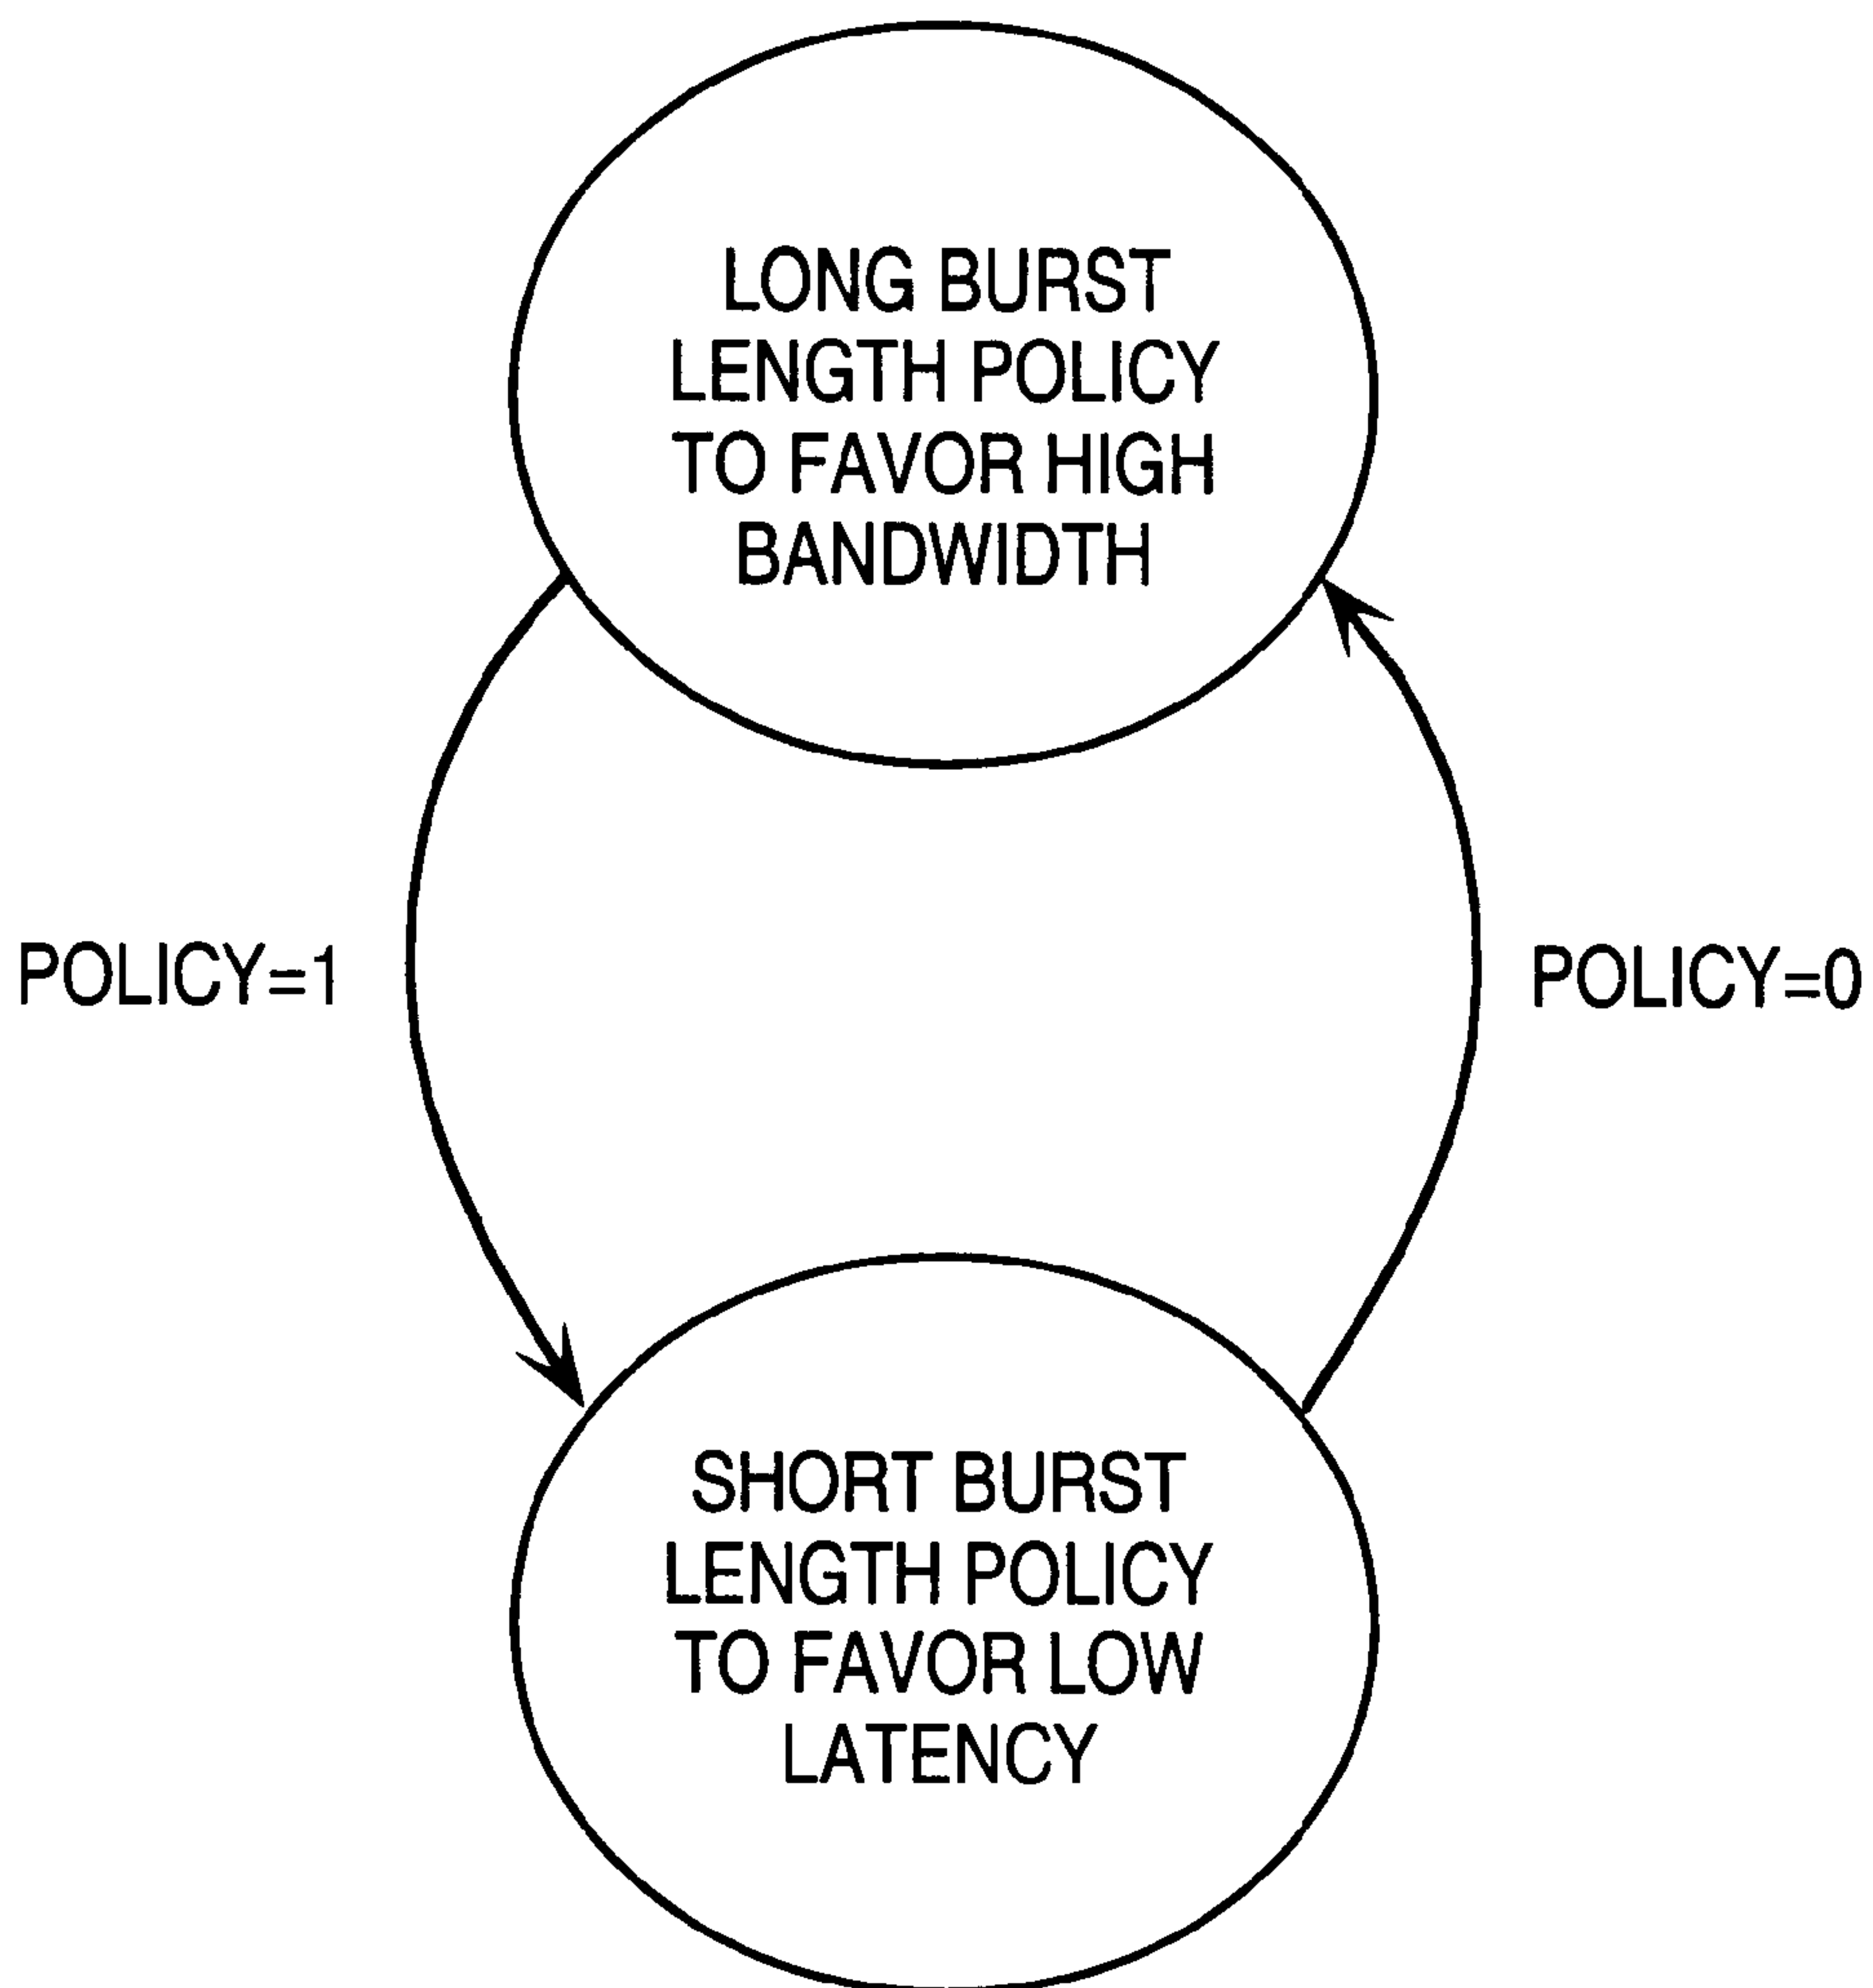 LONG BURST
LENGTH POLICY
TO FAVOR HIGH
BANDWIDTH
POLICY=1
POLICY=0
SHORT BURST
LENGTH POLICY
TO FAVOR LOW
LATENCY